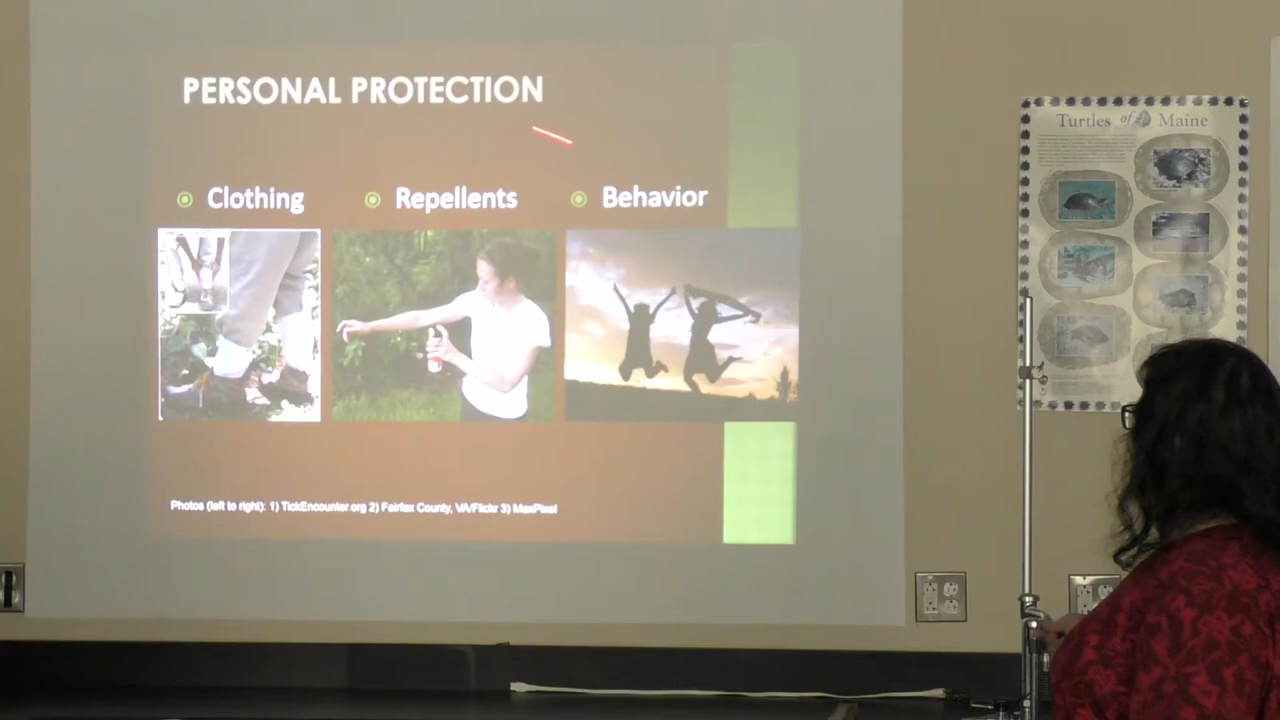 PERSONAL PROTECTION
Clothing
Repellents
Behavior
Photos (left to right): 1) TickEncounter.org 2) Fairfax County, VA/Flickr 3) MaxPixel
Turtles of Maine